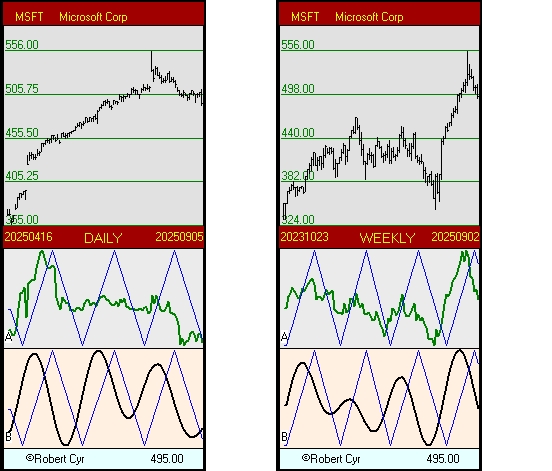 MSFT Microsoft Corp
556.00
505.75
455.50
405.25
355.00
20250416 DAILY 20250905
A
B
©Robert Cyr 495.00
MSFT Microsoft Corp
556.00
498.00
440.00
382.00
324.00
20231023 WEEKLY 20250902
A
B
©Robert Cyr 495.00